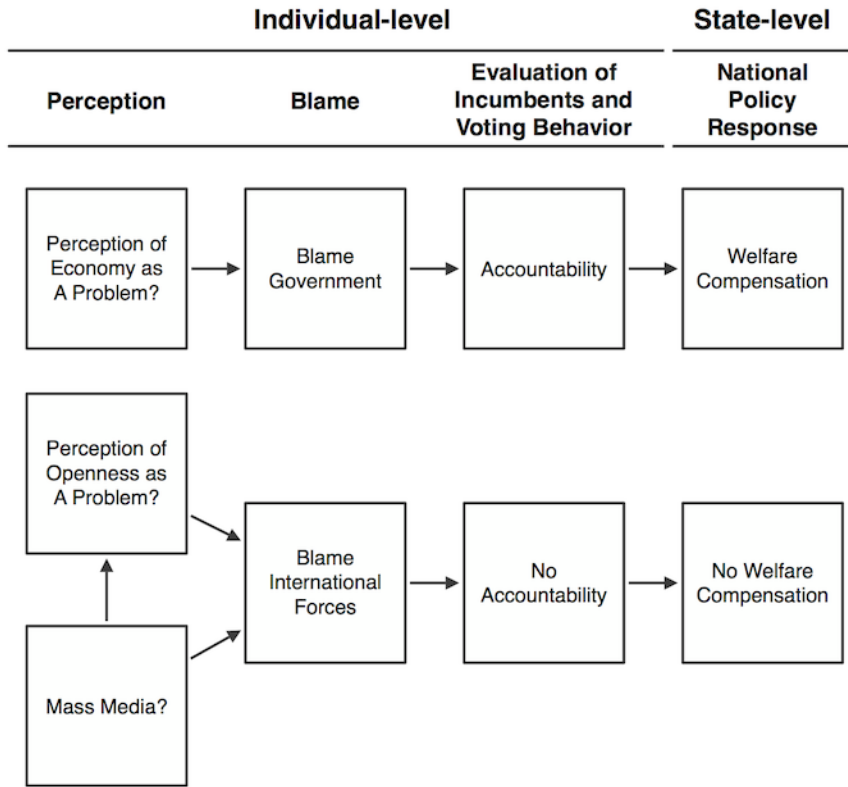 Individual-level
State-level
Perception
Blame
Evaluation of
Incumbents and
Voting Behavior
National
Policy
Response
Perception of
Economy as
A Problem?
Blame
Government
Accountability
Welfare
Compensation
Perception of
Openness as
A Problem?
Blame
International
Forces
No
Accountability
No Welfare
Compensation
Mass Media?